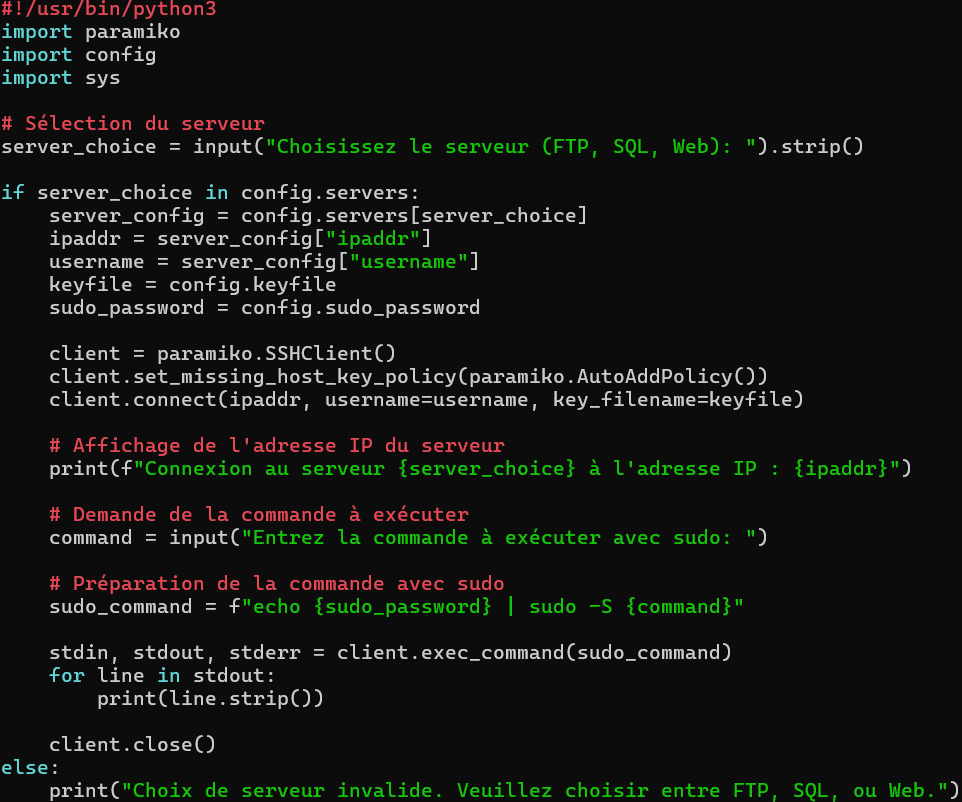 #!/usr/bin/python3
import paramiko
import config
import sys

# Sélection du serveur
server_choice = input("Choisissez le serveur (FTP, SQL, Web): ").strip()

if server_choice in config.servers:
    server_config = config.servers[server_choice]
    ipaddr = server_config["ipaddr"]
    username = server_config["username"]
    keyfile = config.keyfile
    sudo_password = config.sudo_password

    client = paramiko.SSHClient()
    client.set_missing_host_key_policy(paramiko.AutoAddPolicy())
    client.connect(ipaddr, username=username, key_filename=keyfile)

    # Affichage de l'adresse IP du serveur
    print(f"Connexion au serveur {server_choice} à l'adresse IP : {ipaddr}")

    # Demande de la commande à exécuter
    command = input("Entrez la commande à exécuter avec sudo: ")

    # Préparation de la commande avec sudo
    sudo_command = f"echo {sudo_password} | sudo -S {command}"

    stdin, stdout, stderr = client.exec_command(sudo_command)
    for line in stdout:
        print(line.strip())

    client.close()
else:
    print("Choix de serveur invalide. Veuillez choisir entre FTP, SQL, ou Web.")